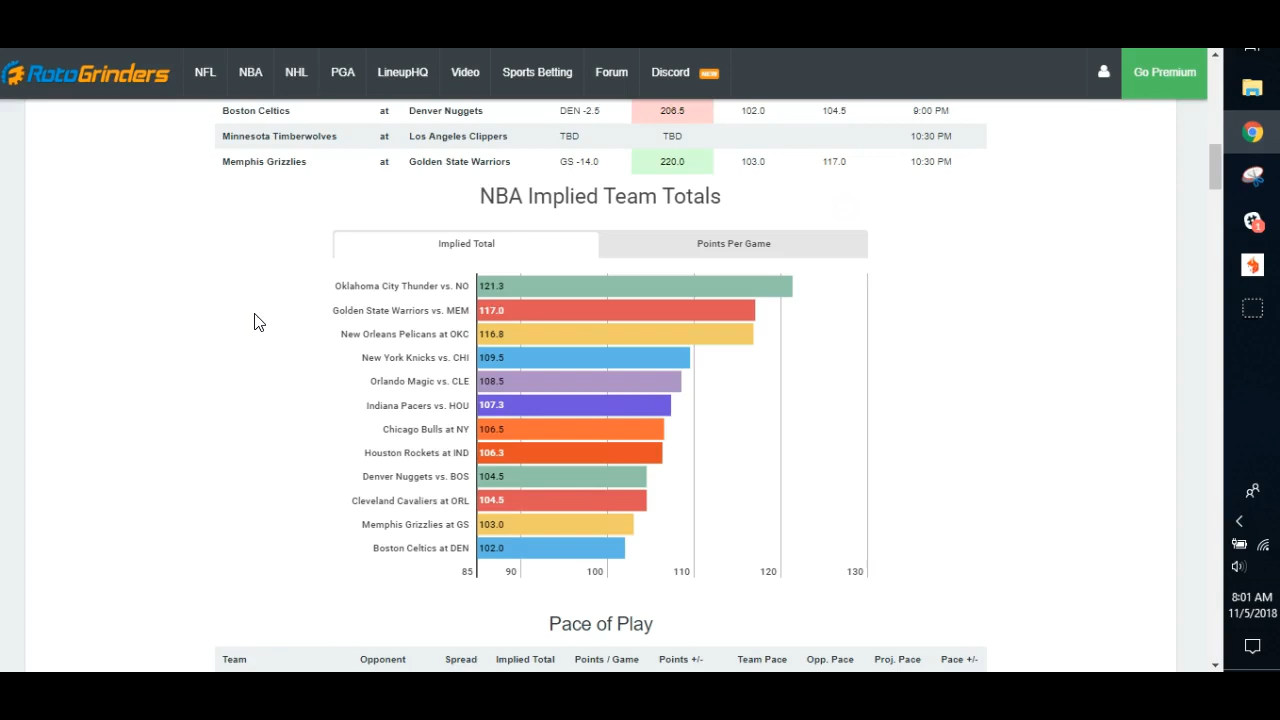 RotoGrinders NFL NBA NHL PGA LineupHQ Video Sports Betting Forum Discord NEW Go Premium
Boston Celtics at Denver Nuggets DEN -2.5 206.5 102.0 104.5 9:00 PM
Minnesota Timberwolves at Los Angeles Clippers TBD TBD 10:30 PM
Memphis Grizzlies at Golden State Warriors GS -14.0 220.0 103.0 117.0 10:30 PM
NBA Implied Team Totals
Implied Total Points Per Game
Oklahoma City Thunder vs. NO 121.3
Golden State Warriors vs. MEM 117.0
New Orleans Pelicans at OKC 116.8
New York Knicks vs. CHI 109.5
Orlando Magic vs. CLE 108.5
Indiana Pacers vs. HOU 107.3
Chicago Bulls at NY 106.5
Houston Rockets at IND 106.3
Denver Nuggets vs. BOS 104.5
Cleveland Cavaliers at ORL 104.5
Memphis Grizzlies at GS 103.0
Boston Celtics at DEN 102.0
85 90 100 110 120 130
Pace of Play
Team Opponent Spread Implied Total Points / Game Points +/- Team Pace Opp. Pace Proj. Pace Pace +/-
1
8:01 AM
11/5/2018